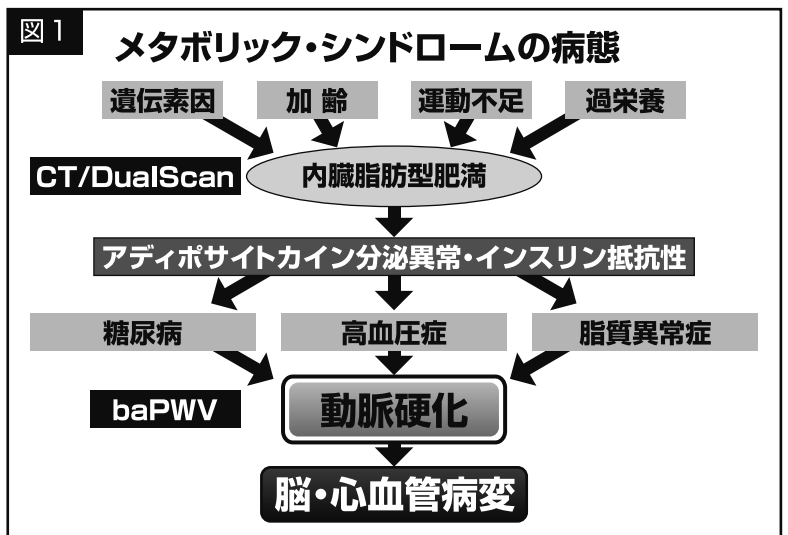 図1
メタボリック・シンドロームの病態
遺伝素因 加 齢 運動不足 過栄養
CT/DualScan 内臓脂肪型肥満
アディポサイトカイン分泌異常・インスリン抵抗性
糖尿病 高血圧症 脂質異常症
baPWV 動脈硬化
脳・心血管病変